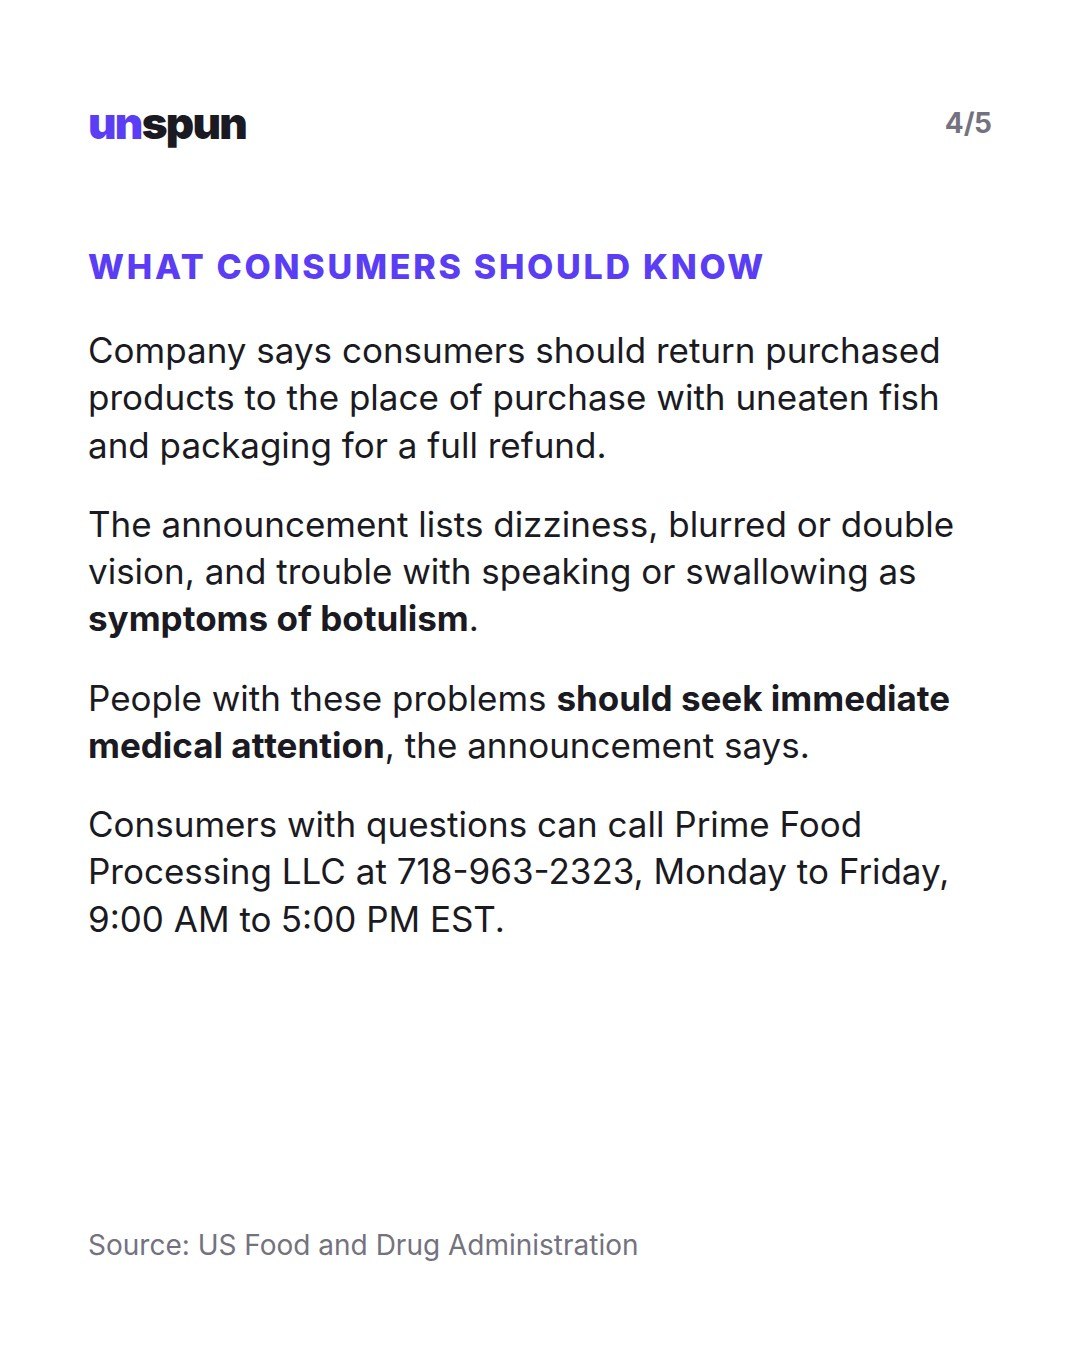 unspun
4/5
WHAT CONSUMERS SHOULD KNOW
Company says consumers should return purchased
products to the place of purchase with uneaten fish
and packaging for a full refund.
The announcement lists dizziness, blurred or double
vision, and trouble with speaking or swallowing as
symptoms of botulism.
People with these problems should seek immediate
medical attention, the announcement says.
Consumers with questions can call Prime Food
Processing LLC at 718-963-2323, Monday to Friday,
9:00 AM to 5:00 PM EST.
Source: US Food and Drug Administration